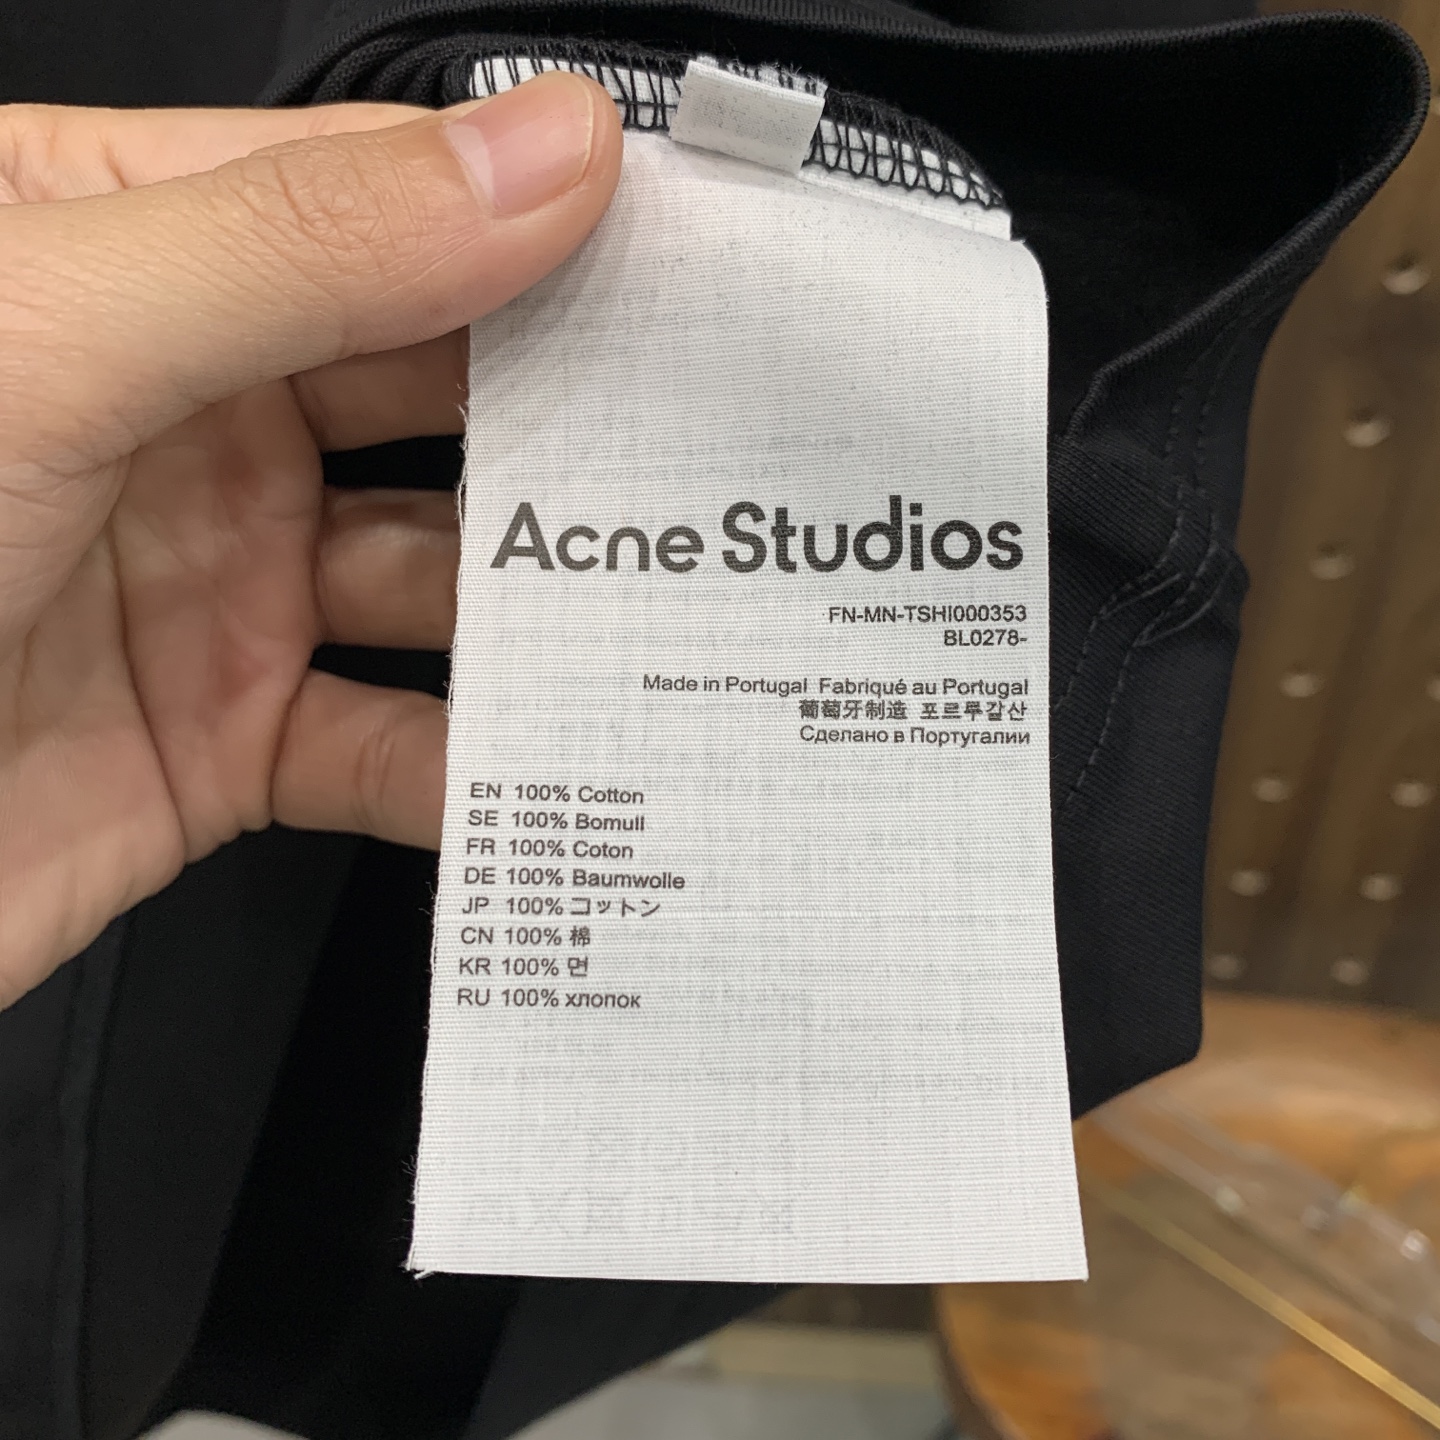 Acne Studios
FN-MN-TSHI000353
BL0278-
Made in Portugal Fabriqué au Portugal
葡萄牙制造 포르루갈산
Сделано в Португалии
EN 100% Cotton
SE 100% Bomull
FR 100% Coton
DE 100% Baumwolle
JP 100% コットン
CN 100% 棉
KR 100% 면
RU 100% хлопок